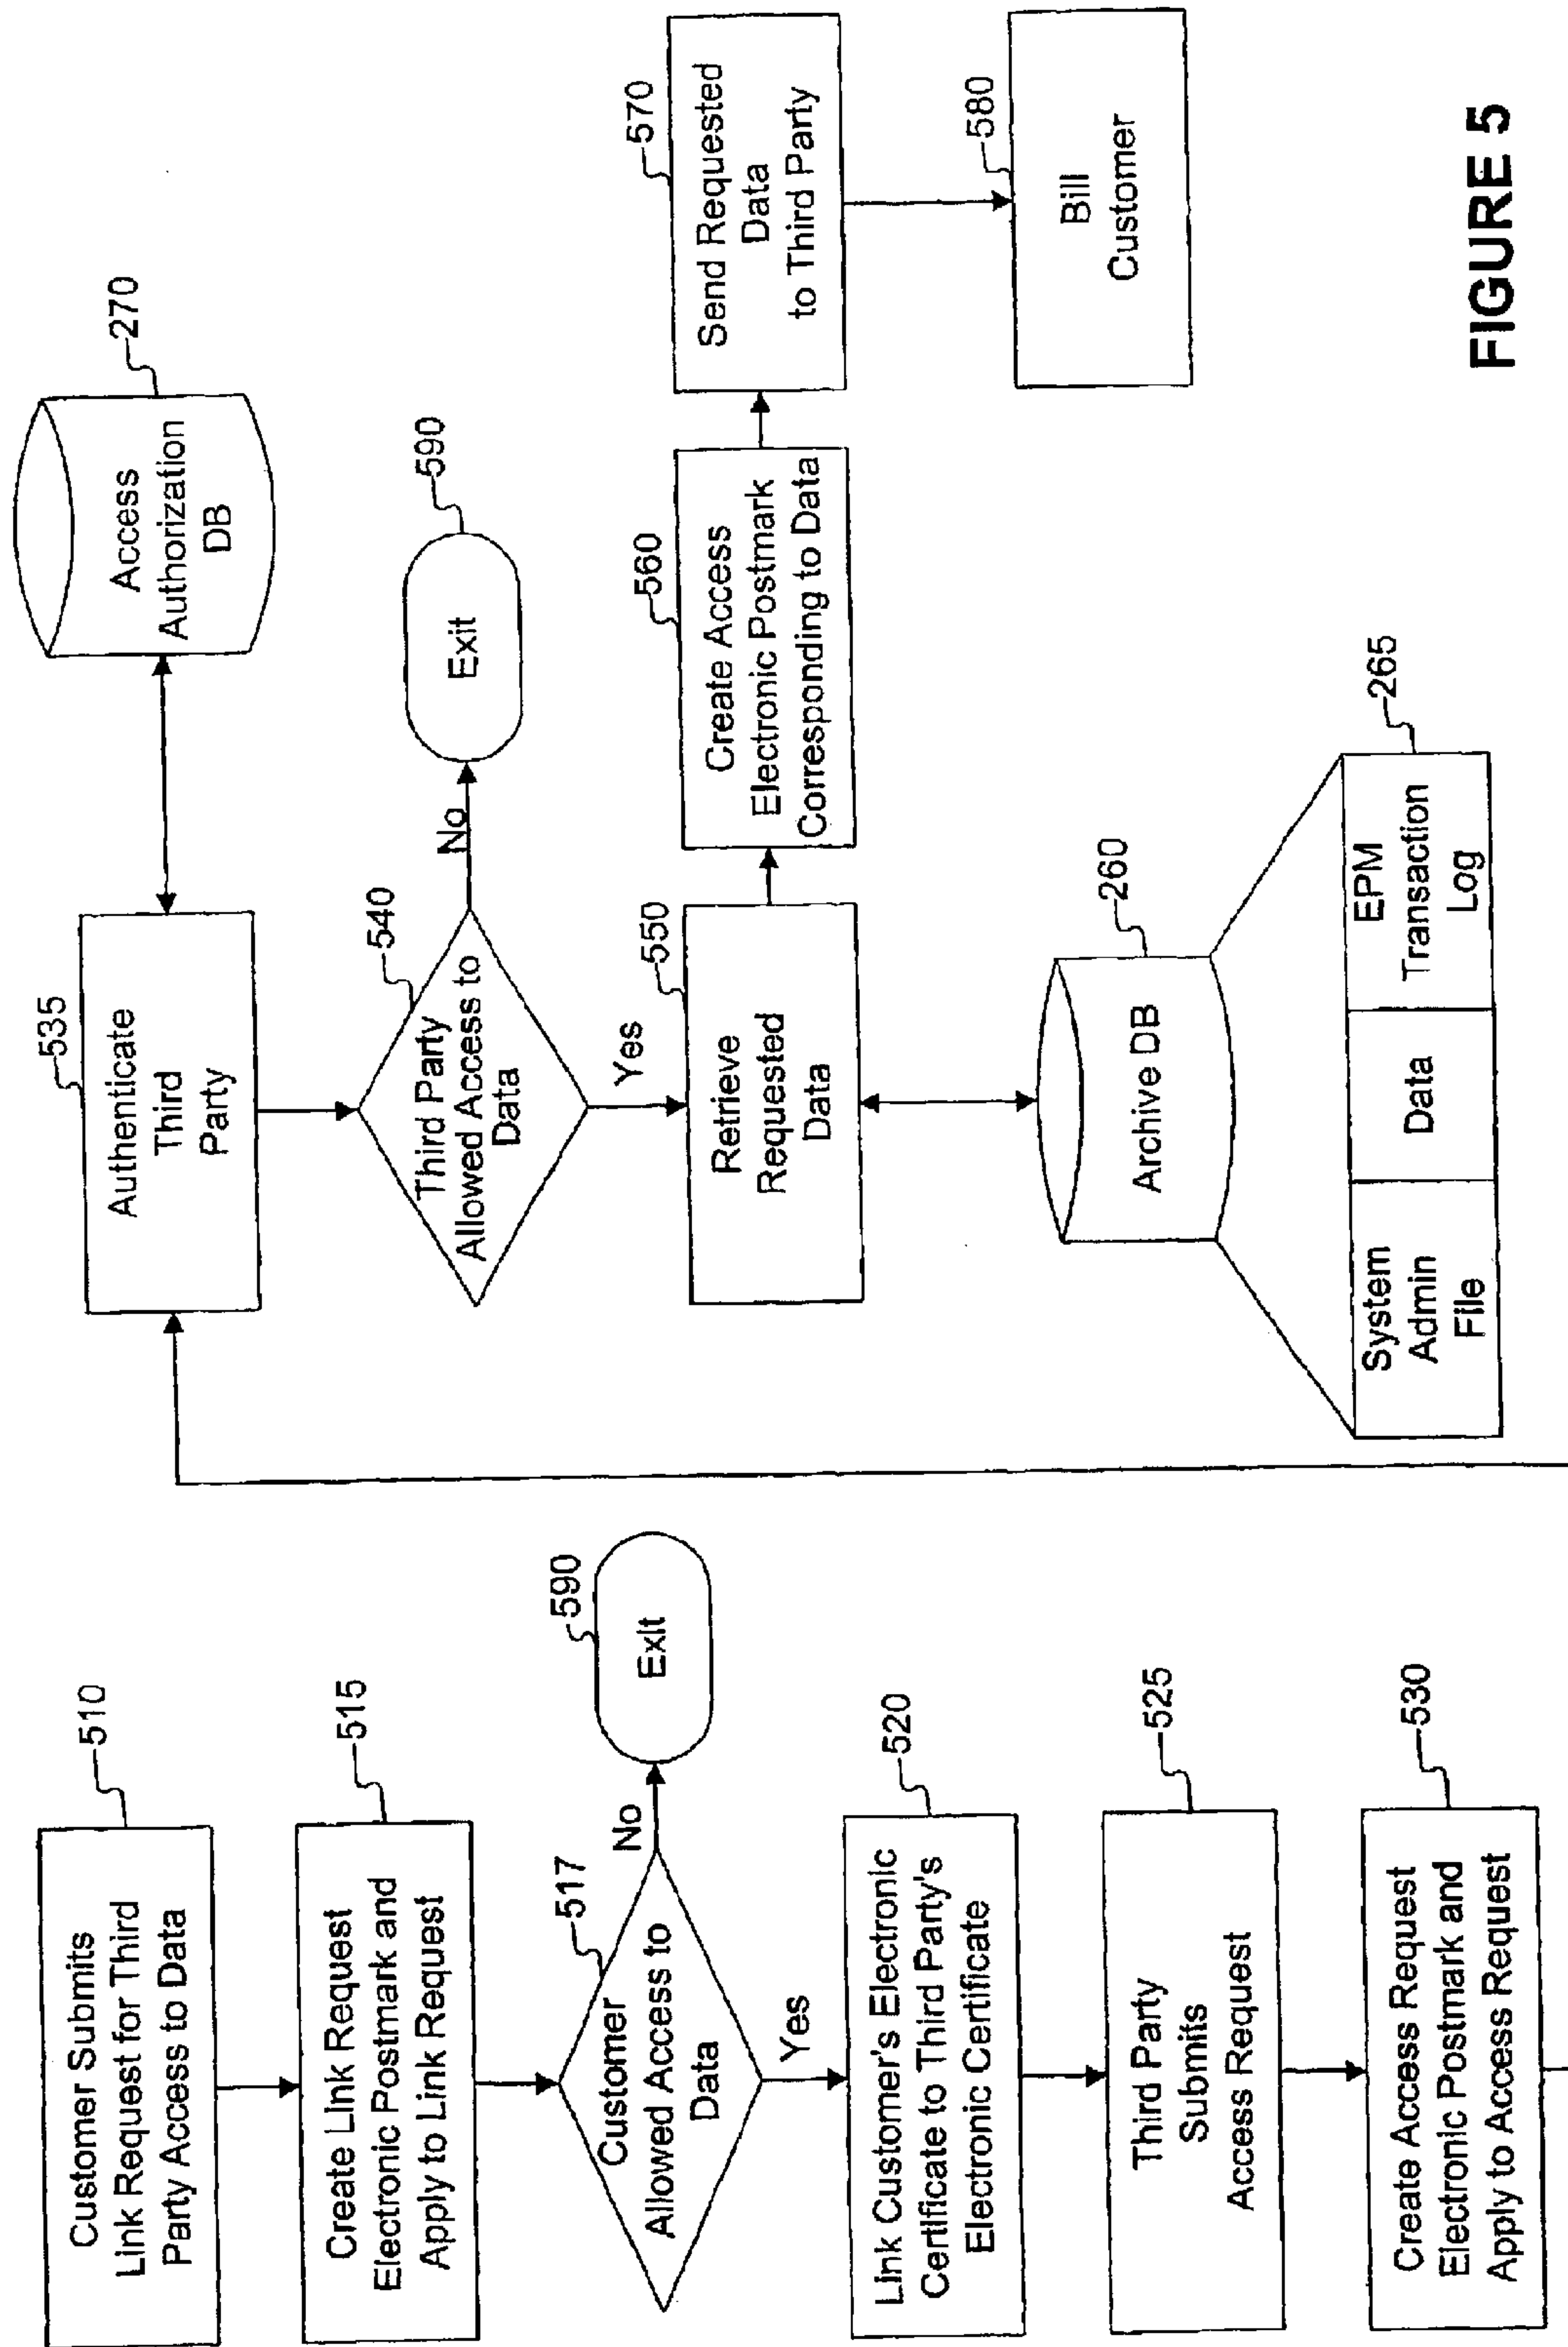 Customer Submits
Link Request for Third
Party Access to Data
510
Create Link Request
Electronic Postmark and
Apply to Link Request
515
Customer
Allowed Access to
Data
517
No
Exit
590
Yes
Link Customer's Electronic
Certificate to Third Party's
Electronic Certificate
520
Third Party
Submits
Access Request
525
Create Access Request
Electronic Postmark and
Apply to Access Request
530
Authenticate
Third
Party
535
Access
Authorization
DB
270
Third Party
Allowed Access to
Data
540
No
Exit
590
Yes
Retrieve
Requested
Data
550
Create Access
Electronic Postmark
Corresponding to Data
560
Send Requested
Data
to Third Party
570
Bill
Customer
580
Archive DB
260
System
Admin
File
Data
EPM
Transaction
Log
265
FIGURE 5